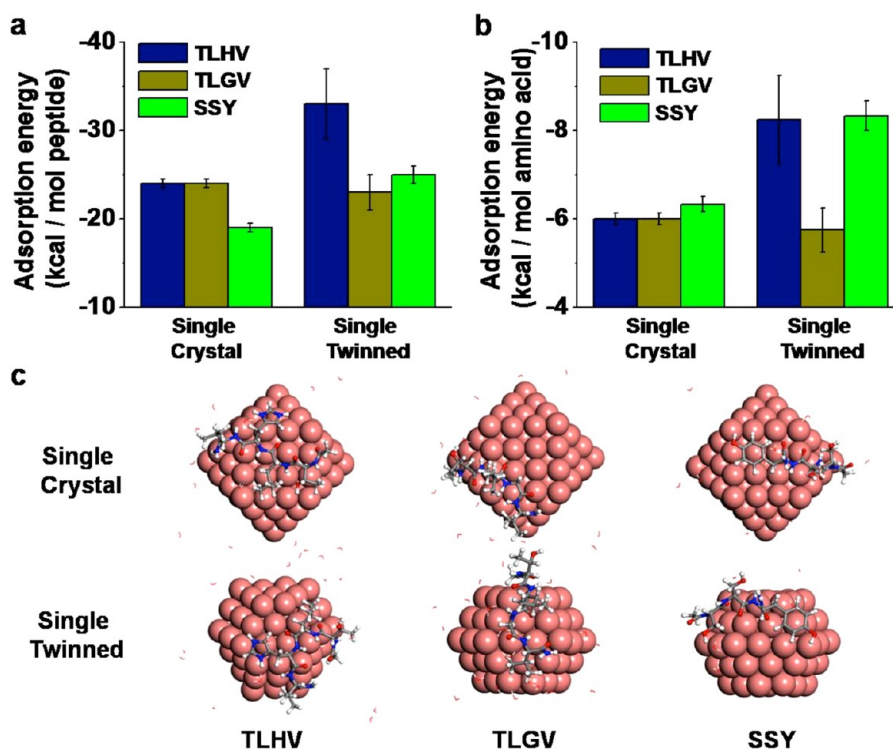 a
Adsorption energy
(kcal / mol peptide)
-40
-30
-20
-10
TLHV
TLGV
SSY
Single
Crystal
Single
Twinned
b
Adsorption energy
(kcal / mol amino acid)
-10
-8
-6
-4
TLHV
TLGV
SSY
Single
Crystal
Single
Twinned
c
Single
Crystal
Single
Twinned
TLHV
TLGV
SSY